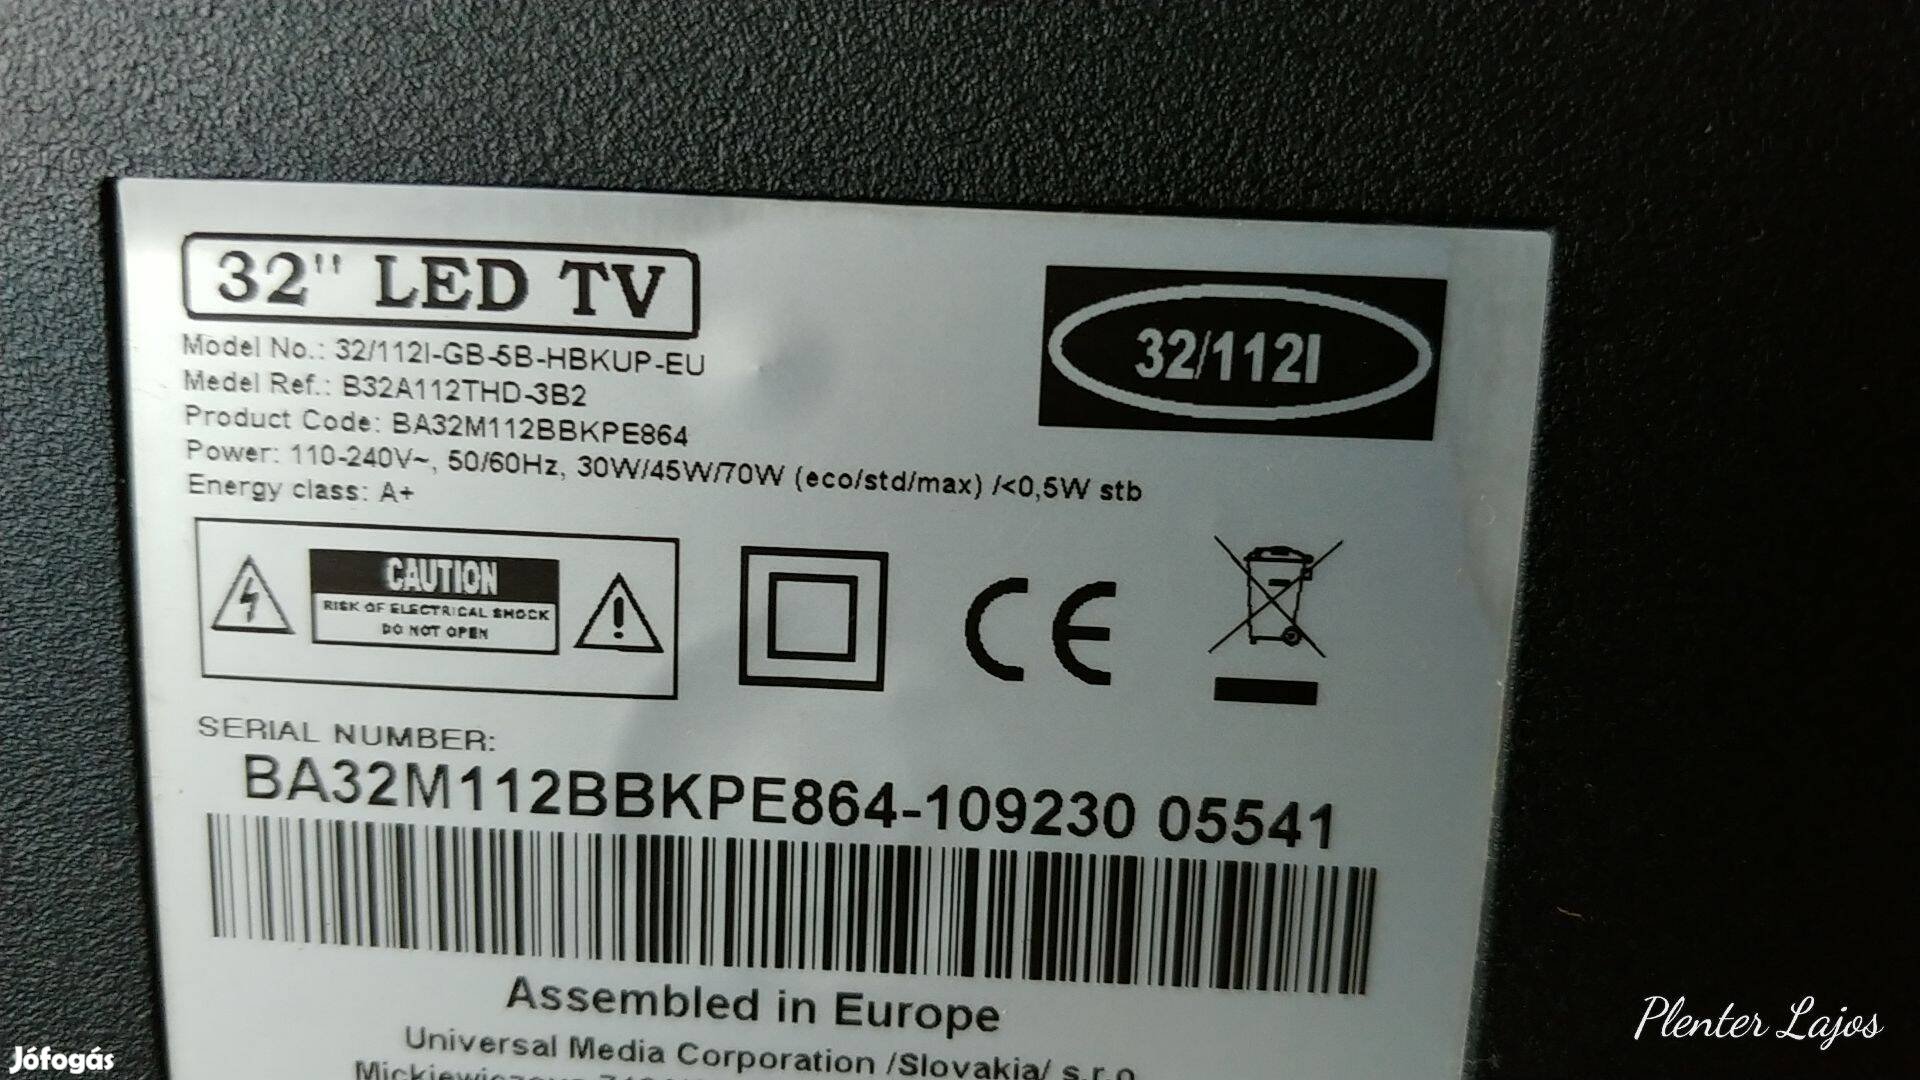 32" LED TV
32/112I
Model No.: 32/112I-GB-5B-HBKUP-EU
Medel Ref.: B32A112THD-3B2
Product Code: BA32M112BBKPE864
Power: 110-240V~, 50/60Hz, 30W/45W/70W (eco/std/max) /<0,5W stb
Energy class: A+
CAUTION
RISK OF ELECTRICAL SHOCK
DO NOT OPEN
CE
SERIAL NUMBER:
BA32M112BBKPE864-109230 05541
Assembled in Europe
Universal Media Corporation /Slovakia/ s.r.o.
Plenter Lajos
Jófogás